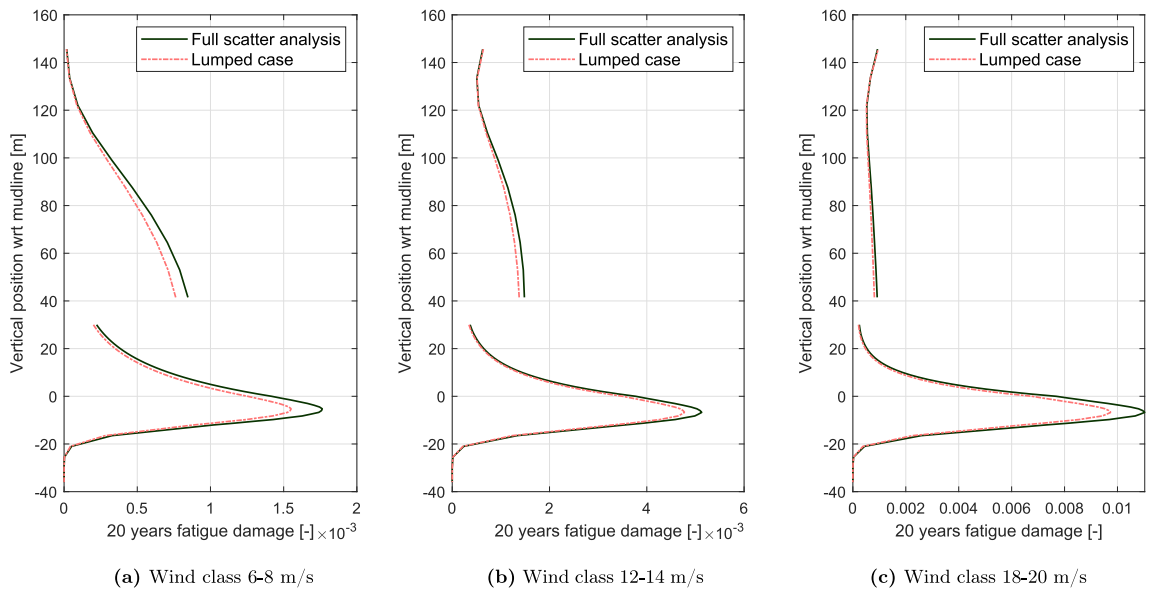 160
140
120
100
80
60
40
20
0
-20
-40
Vertical position wrt mudline [m]
Full scatter analysis
Lumped case
0 0.5 1 1.5 2
20 years fatigue damage [-] ×10⁻³
(a) Wind class 6-8 m/s
160
140
120
100
80
60
40
20
0
-20
-40
Vertical position wrt mudline [m]
Full scatter analysis
Lumped case
0 2 4 6
20 years fatigue damage [-] ×10⁻³
(b) Wind class 12-14 m/s
160
140
120
100
80
60
40
20
0
-20
-40
Vertical position wrt mudline [m]
Full scatter analysis
Lumped case
0 0.002 0.004 0.006 0.008 0.01
20 years fatigue damage [-]
(c) Wind class 18-20 m/s